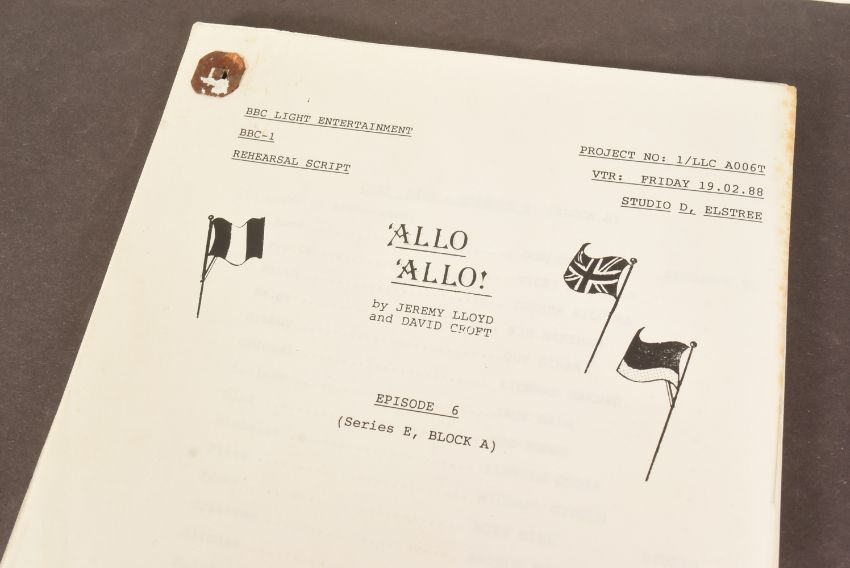 BBC LIGHT ENTERTAINMENT
BBC-1
REHEARSAL SCRIPT
PROJECT NO: 1/LLC A006T
VTR: FRIDAY 19.02.88
STUDIO D, ELSTREE
'ALLO
'ALLO!
by JEREMY LLOYD
and DAVID CROFT
EPISODE 6
(Series E, BLOCK A)